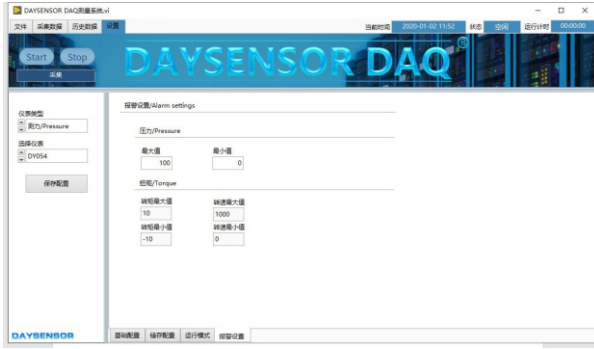 DAYSENSOR DAQ测量系统.vi
文件 采集数据 历史数据 设置 当前时间 2020-01-02 11:52 状态 空闲 运行计时 00:00:00
Start Stop
采集
DAYSENSOR DAQ
仪表类型
测力/Pressure
选择仪表
DY054
保存配置
报警设置/Alarm settings
压力/Pressure
最大值 最小值
100 0
扭矩/Torque
转矩最大值 转速最大值
10 1000
转矩最小值 转速最小值
-10 0
DAYSENSOR
基础配置 储存配置 运行模式 报警设置